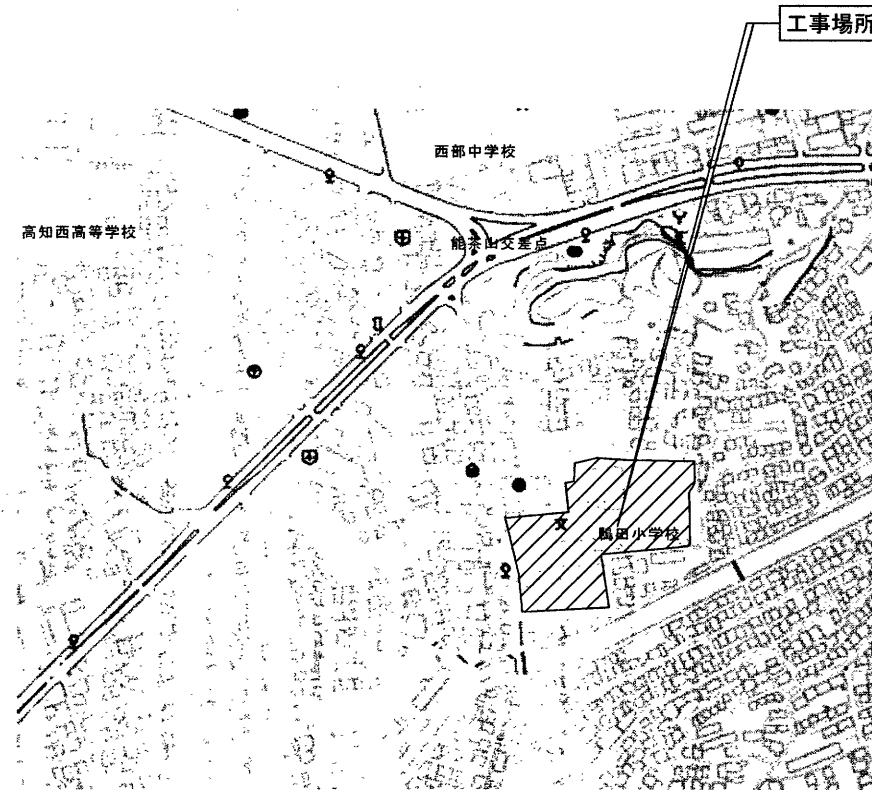 工事場所
西部中学校
高知西高等学校
能茶山交差点
鴨田小学校